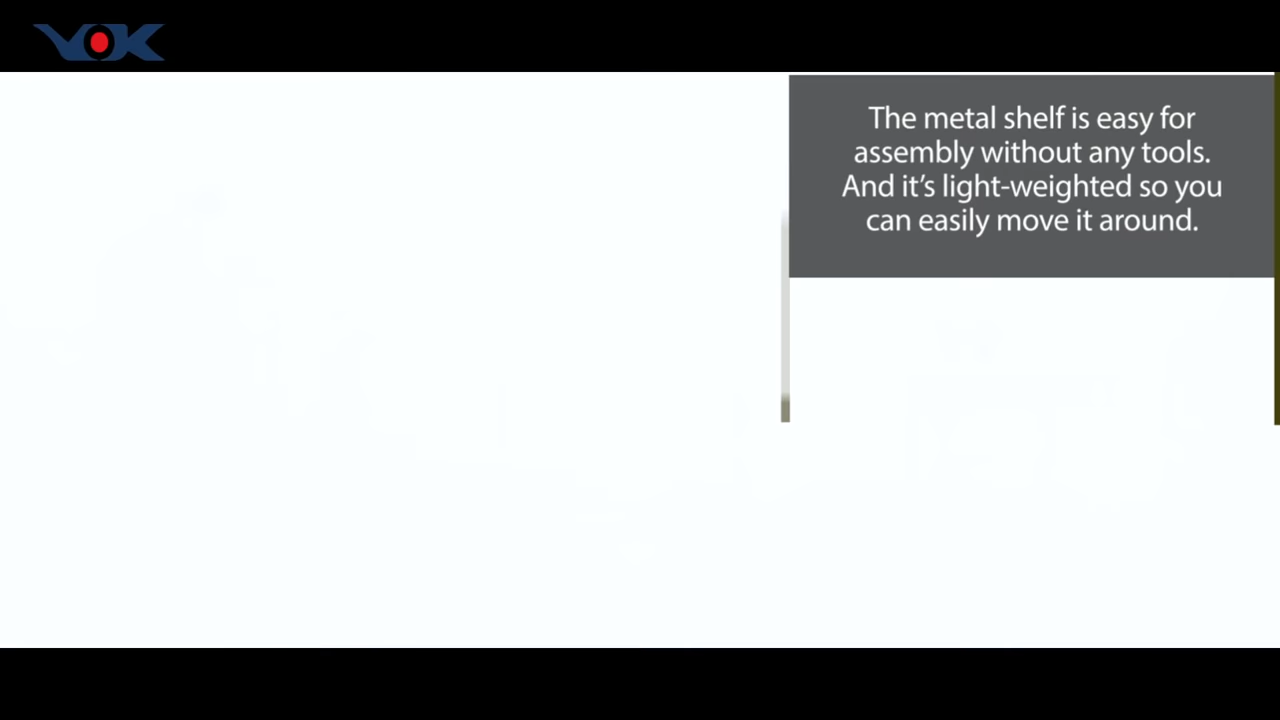 VOK
The metal shelf is easy for
assembly without any tools.
And it’s light-weighted so you
can easily move it around.